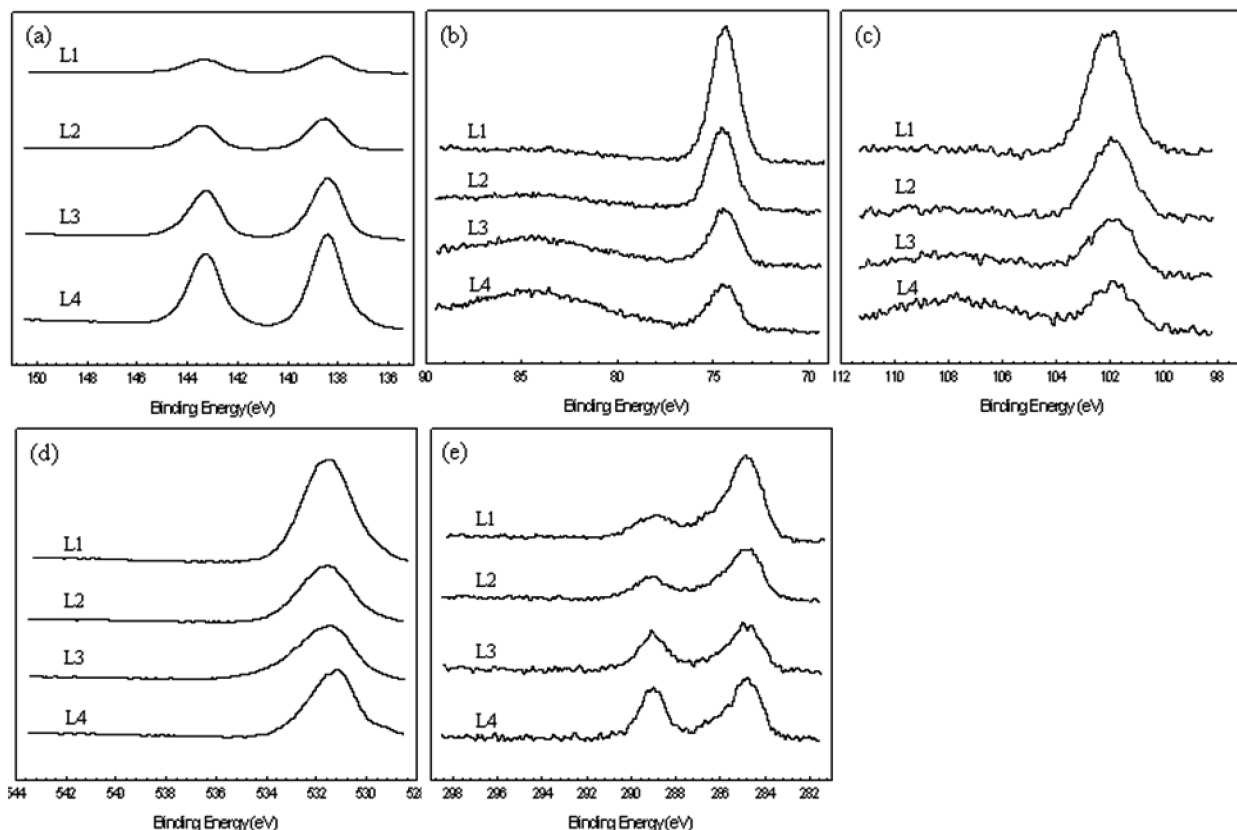 (a)
L1
L2
L3
L4
150 148 146 144 142 140 138 136
Binding Energy(eV)
(b)
L1
L2
L3
L4
90 85 80 75 70
Binding Energy(eV)
(c)
L1
L2
L3
L4
112 110 108 106 104 102 100 98
Binding Energy(eV)
(d)
L1
L2
L3
L4
544 542 540 538 536 534 532 530 528
Binding Energy(eV)
(e)
L1
L2
L3
L4
298 296 294 292 290 288 286 284 282
Binding Energy(eV)